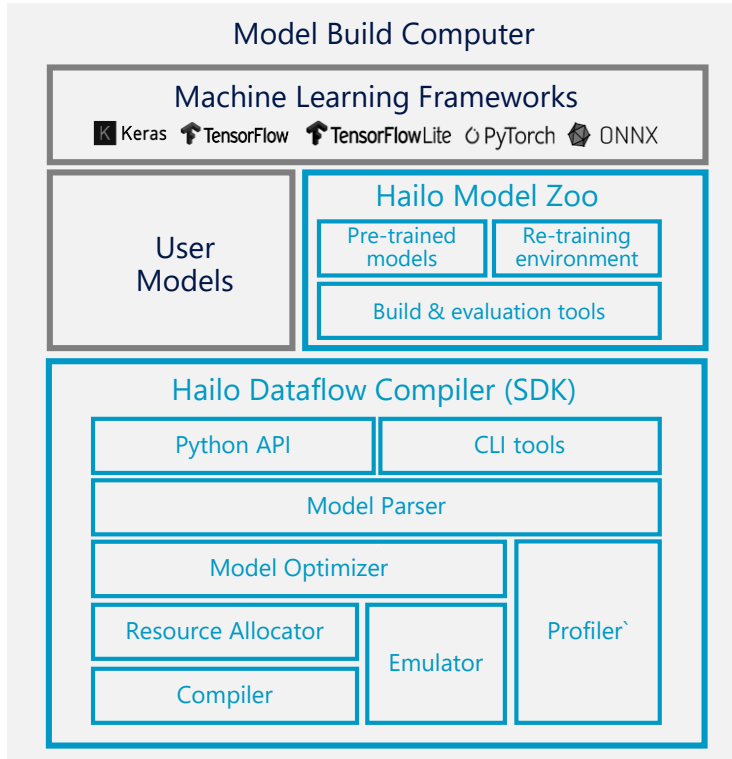 Model Build Computer
Machine Learning Frameworks
K Keras TensorFlow TensorFlow Lite PyTorch ONNX
User
Models
Hailo Model Zoo
Pre-trained
models
Re-training
environment
Build & evaluation tools
Hailo Dataflow Compiler (SDK)
Python API
CLI tools
Model Parser
Model Optimizer
Resource Allocator
Compiler
Emulator
Profiler`